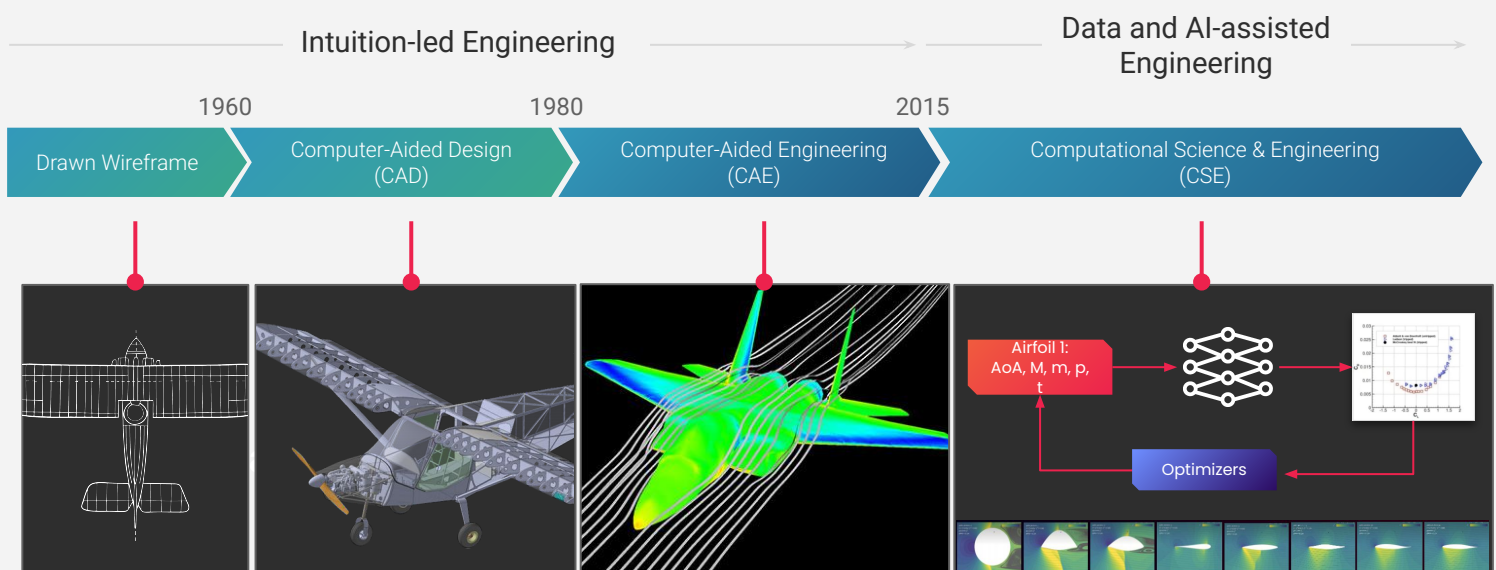 Intuition-led Engineering
Data and AI-assisted
Engineering
1960
1980
2015
Drawn Wireframe
Computer-Aided Design
(CAD)
Computer-Aided Engineering
(CAE)
Computational Science & Engineering
(CSE)
Airfoil 1:
AoA, M, m, p,
t
Optimizers